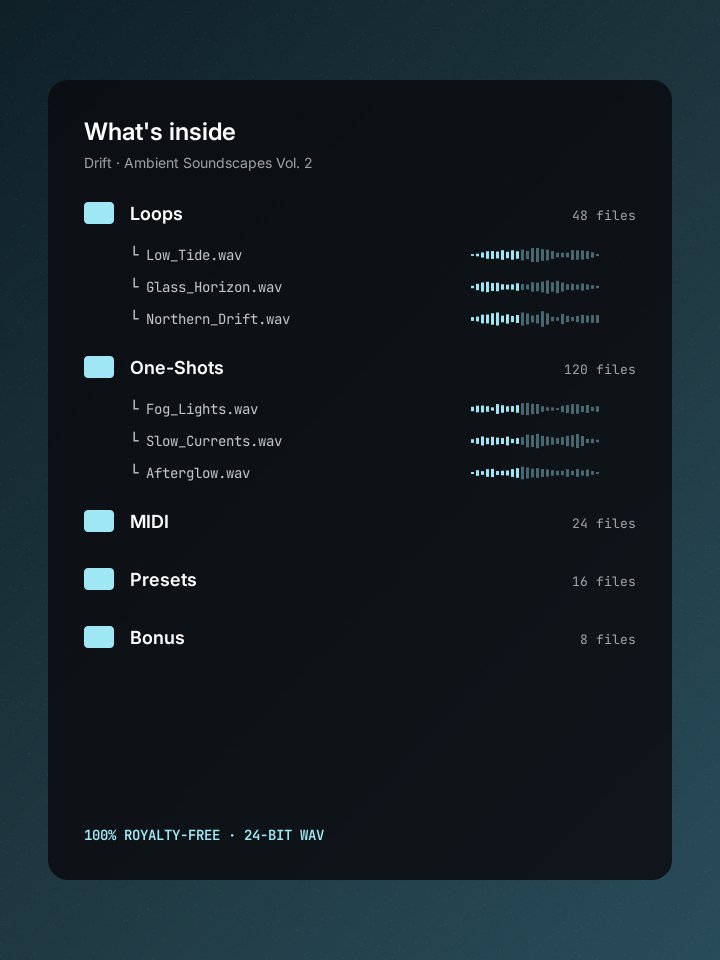 What's inside
Drift · Ambient Soundscapes Vol. 2
Loops 48 files
└ Low_Tide.wav
└ Glass_Horizon.wav
└ Northern_Drift.wav
One-Shots 120 files
└ Fog_Lights.wav
└ Slow_Currents.wav
└ Afterglow.wav
MIDI 24 files
Presets 16 files
Bonus 8 files
100% ROYALTY-FREE · 24-BIT WAV